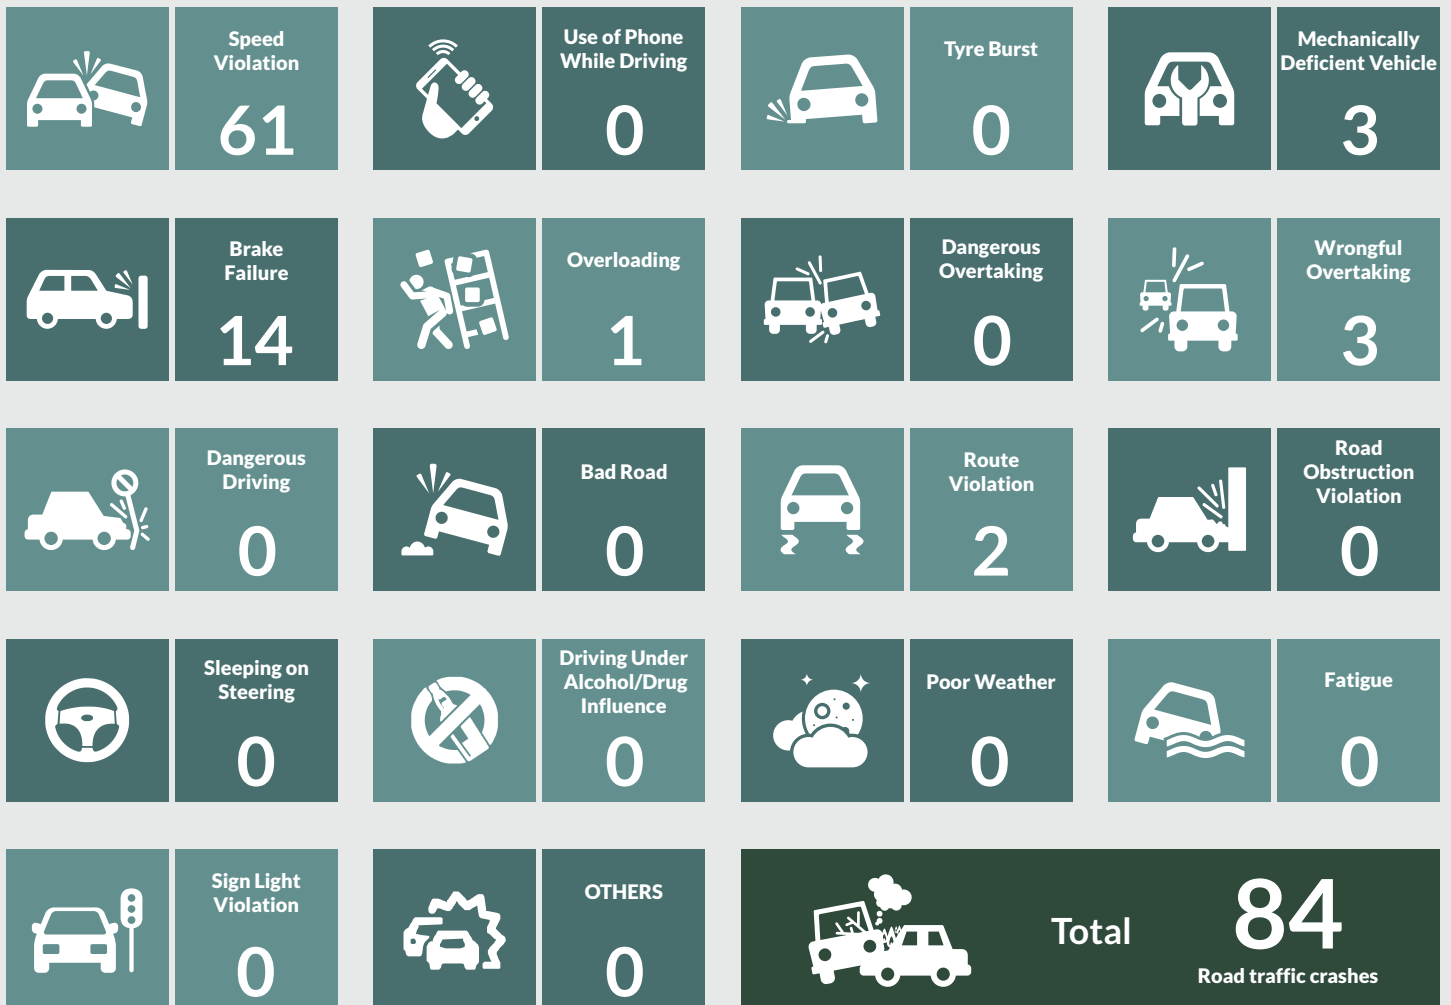 Speed
Violation
61
Use of Phone
While Driving
0
Tyre Burst
0
Mechanically
Deficient Vehicle
3
Brake
Failure
14
Overloading
1
Dangerous
Overtaking
0
Wrongful
Overtaking
3
Dangerous
Driving
0
Bad Road
0
Route
Violation
2
Road
Obstruction
Violation
0
Sleeping on
Steering
0
Driving Under
Alcohol/Drug
Influence
0
Poor Weather
0
Fatigue
0
Sign Light
Violation
0
OTHERS
0
Total
84
Road traffic crashes